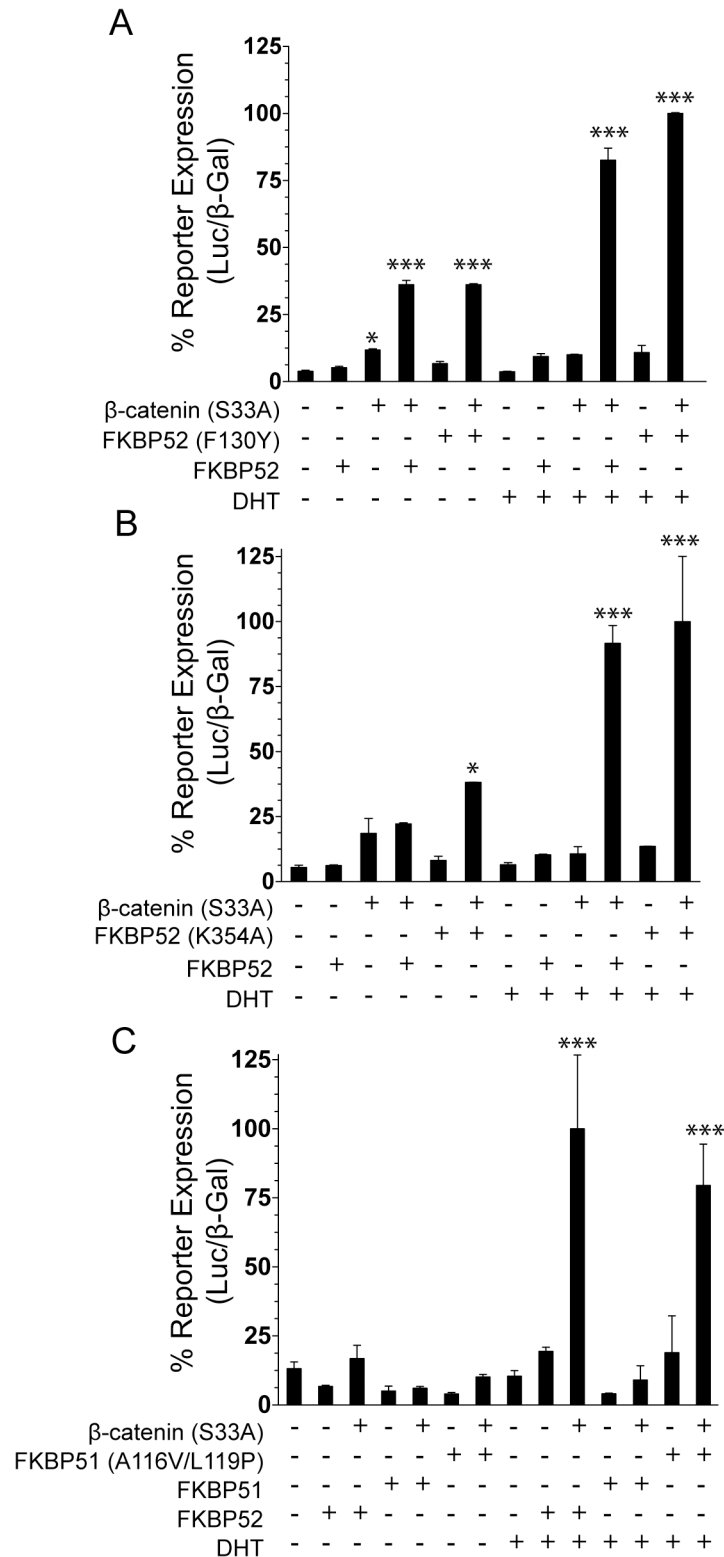 A
% Reporter Expression
(Luc/β-Gal)
125
100
75
50
25
0
* *** *** *** ***
β-catenin (S33A) - - + + - + - - + + - +
FKBP52 (F130Y) - - - - + + - - - - + +
FKBP52 - + - + - - - + - + - -
DHT - - - - - - + + + + + +
B
% Reporter Expression
(Luc/β-Gal)
125
100
75
50
25
0
* *** ***
β-catenin (S33A) - - + + - + - - + + - +
FKBP52 (K354A) - - - - + + - - - - + +
FKBP52 - + - + - - - + - + - -
DHT - - - - - - + + + + + +
C
% Reporter Expression
(Luc/β-Gal)
125
100
75
50
25
0
*** ***
β-catenin (S33A) - - + - + - + - - + - + - +
FKBP51 (A116V/L119P) - - - - - + + - - - - - + +
FKBP51 - - - + + - - - - - + + - -
FKBP52 - + + - - - - - + + - - - -
DHT - - - - - - - + + + + + + +